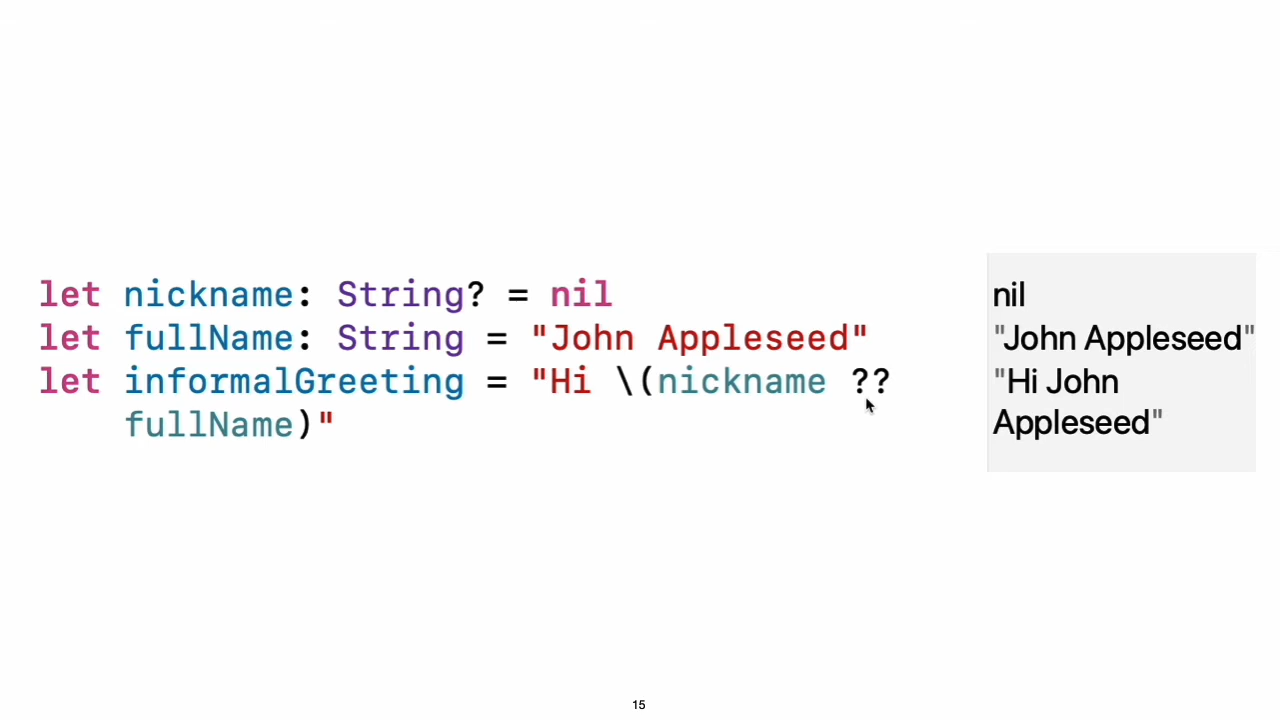 let nickname: String? = nil
let fullName: String = "John Appleseed"
let informalGreeting = "Hi \(nickname ??
fullName)"
nil
"John Appleseed"
"Hi John
Appleseed"
15